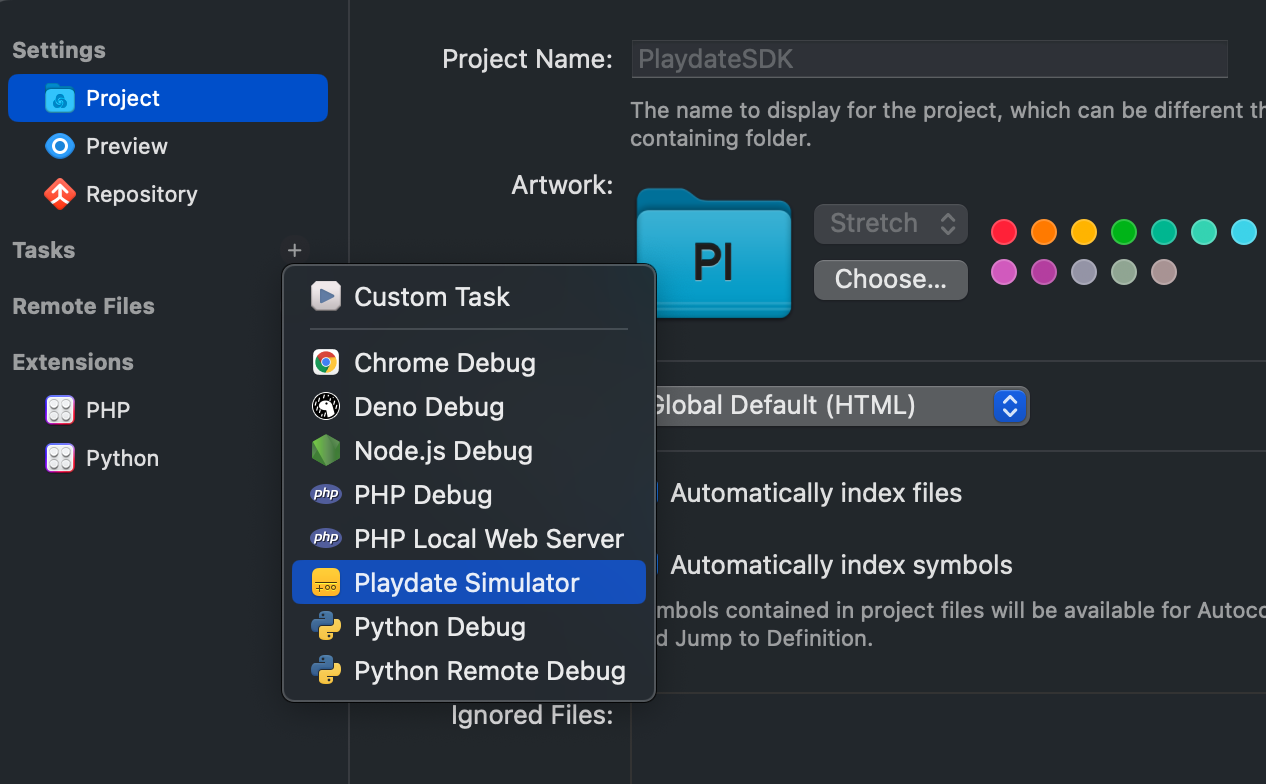 Settings
Project
Preview
Repository
Tasks
+
Remote Files
Extensions
PHP
Python
Custom Task
Chrome Debug
Deno Debug
Node.js Debug
php PHP Debug
php PHP Local Web Server
Playdate Simulator
Python Debug
Python Remote Debug
Project Name: PlaydateSDK
The name to display for the project, which can be different th
containing folder.
Artwork:
PI
Stretch
Choose...
Global Default (HTML)
Automatically index files
Automatically index symbols
mbols contained in project files will be available for Autoco
d Jump to Definition.
Ignored Files: